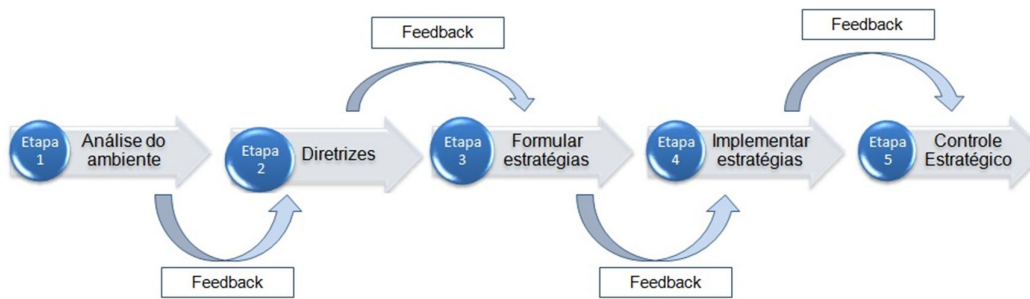 Feedback
Feedback
Etapa
1
Análise do
ambiente
Etapa
2
Diretrizes
Etapa
3
Formular
estratégias
Etapa
4
Implementar
estratégias
Etapa
5
Controle
Estratégico
Feedback
Feedback